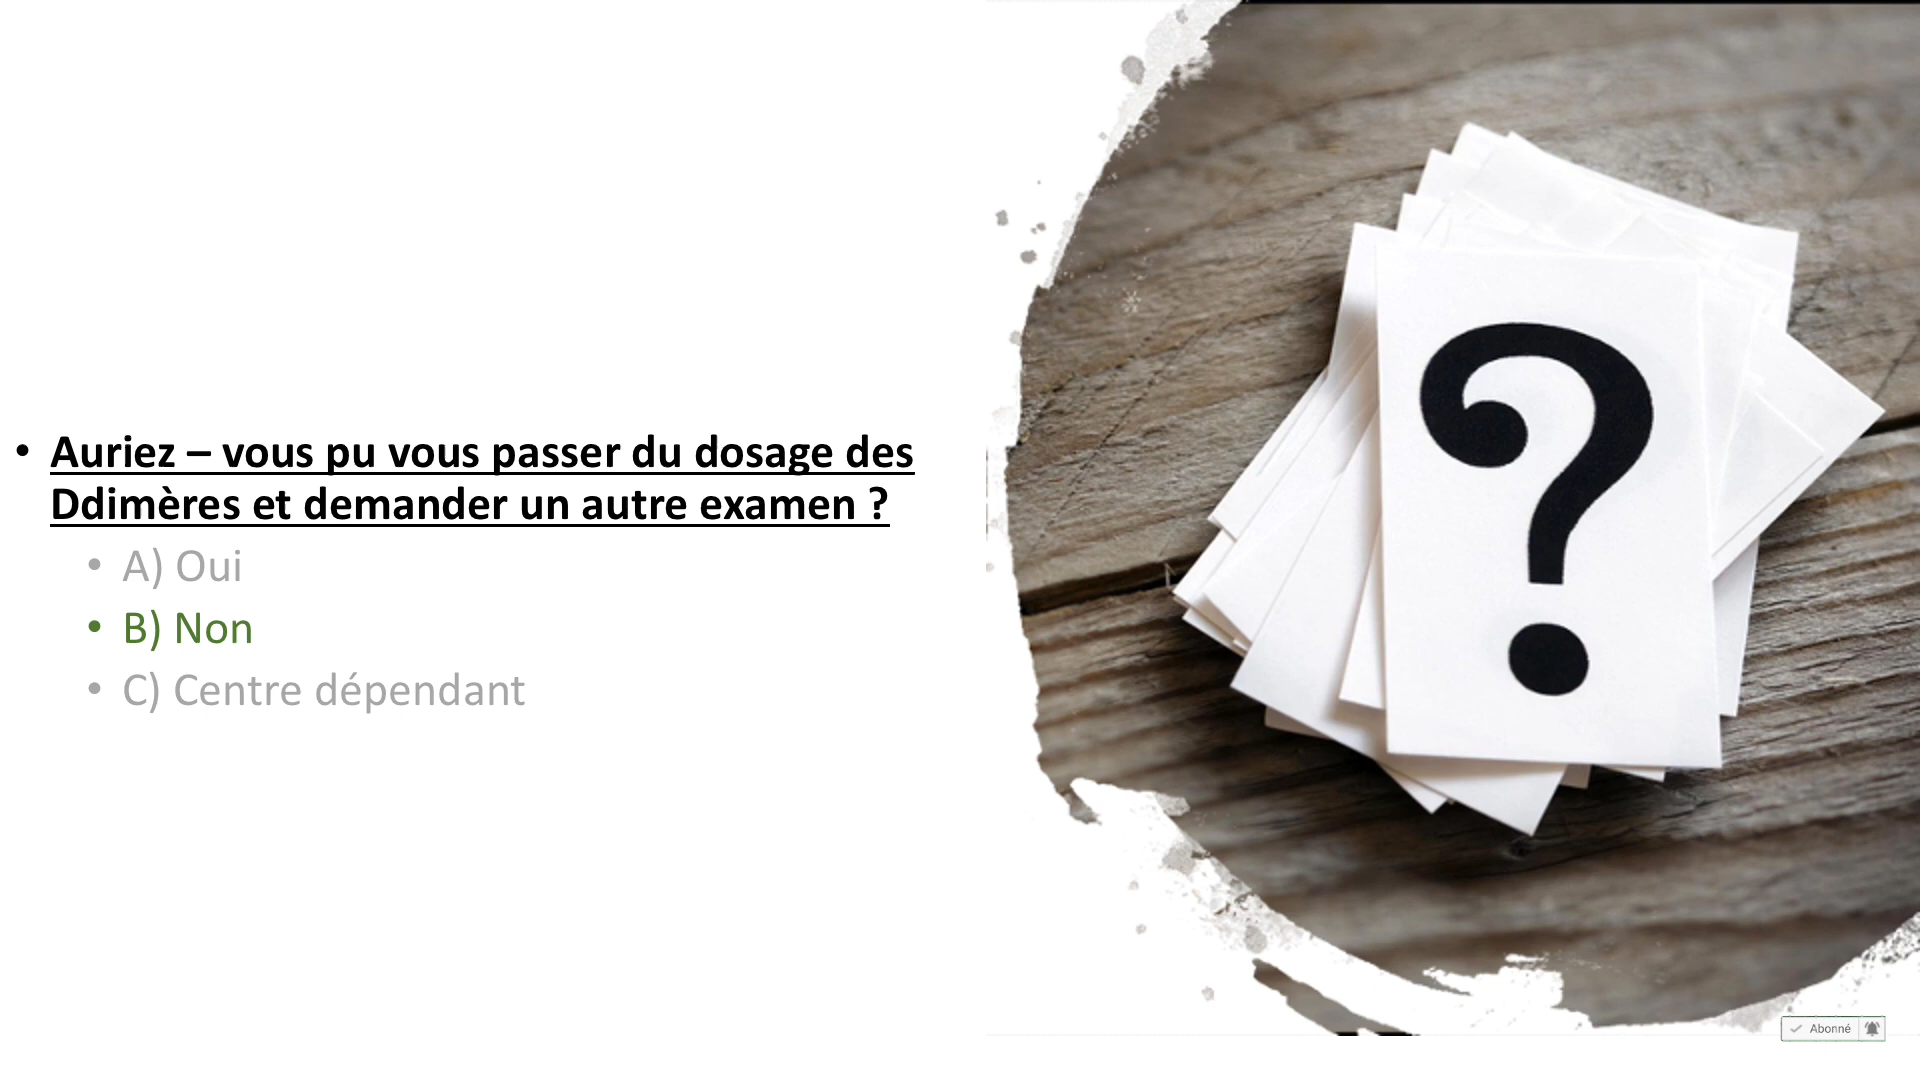 • Auriez – vous pu vous passer du dosage des
Ddimères et demander un autre examen ?
• A) Oui
• B) Non
• C) Centre dépendant
?
Abonné